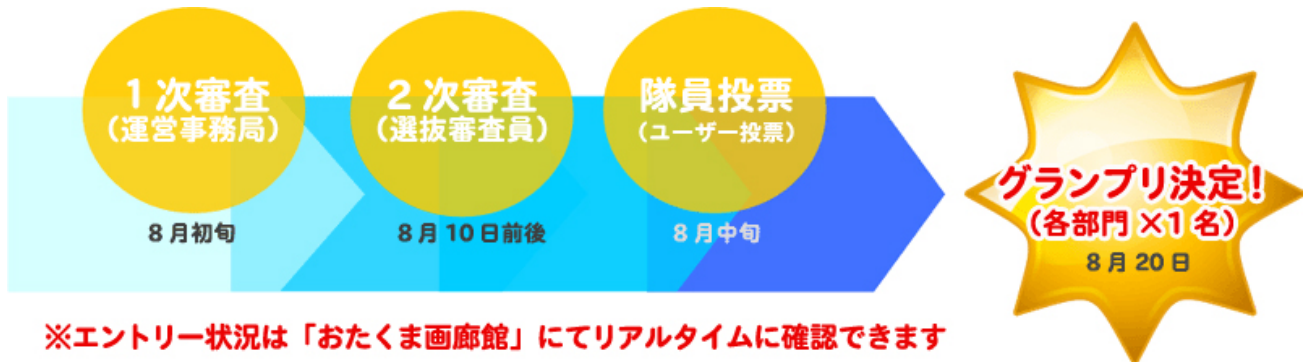 1次審査
（運営事務局）
8月初旬
2次審査
（選抜審査員）
8月10日前後
隊員投票
（ユーザー投票）
8月中旬
グランプリ決定！
（各部門×1名）
8月20日
※エントリー状況は「おたくま画廊館」にてリアルタイムに確認できます